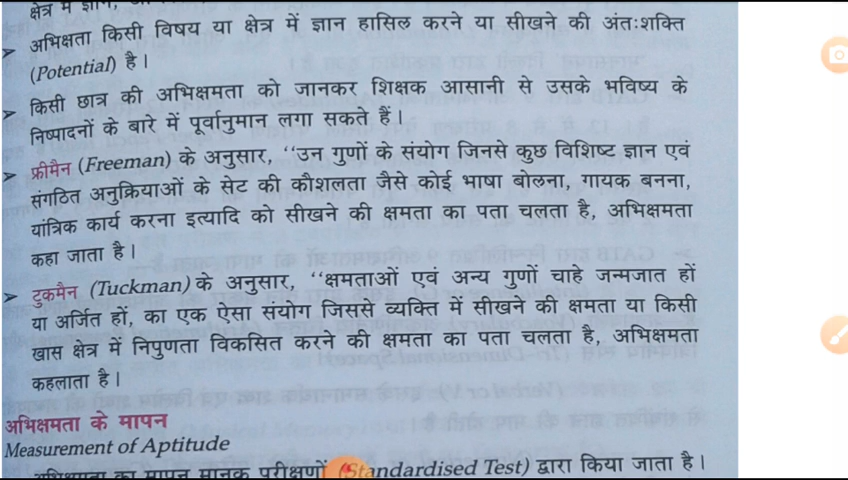 क्षेत्र में ज्ञान,
➤ अभिक्षता किसी विषय या क्षेत्र में ज्ञान हासिल करने या सीखने की अंतःशक्ति
(Potential) है।
➤ किसी छात्र की अभिक्षमता को जानकर शिक्षक आसानी से उसके भविष्य के
निष्पादनों के बारे में पूर्वानुमान लगा सकते हैं।
➤ फ्रीमैन (Freeman) के अनुसार, ‘‘उन गुणों के संयोग जिनसे कुछ विशिष्ट ज्ञान एवं
संगठित अनुक्रियाओं के सेट की कौशलता जैसे कोई भाषा बोलना, गायक बनना,
यांत्रिक कार्य करना इत्यादि को सीखने की क्षमता का पता चलता है, अभिक्षमता
कहा जाता है।
➤ टुकमैन (Tuckman) के अनुसार, ‘‘क्षमताओं एवं अन्य गुणों चाहे जन्मजात हों
या अर्जित हों, का एक ऐसा संयोग जिससे व्यक्ति में सीखने की क्षमता या किसी
खास क्षेत्र में निपुणता विकसित करने की क्षमता का पता चलता है, अभिक्षमता
कहलाता है।
अभिक्षमता के मापन
Measurement of Aptitude
अभिक्षमता का मापन मानक परीक्षणों (Standardised Test) द्वारा किया जाता है।